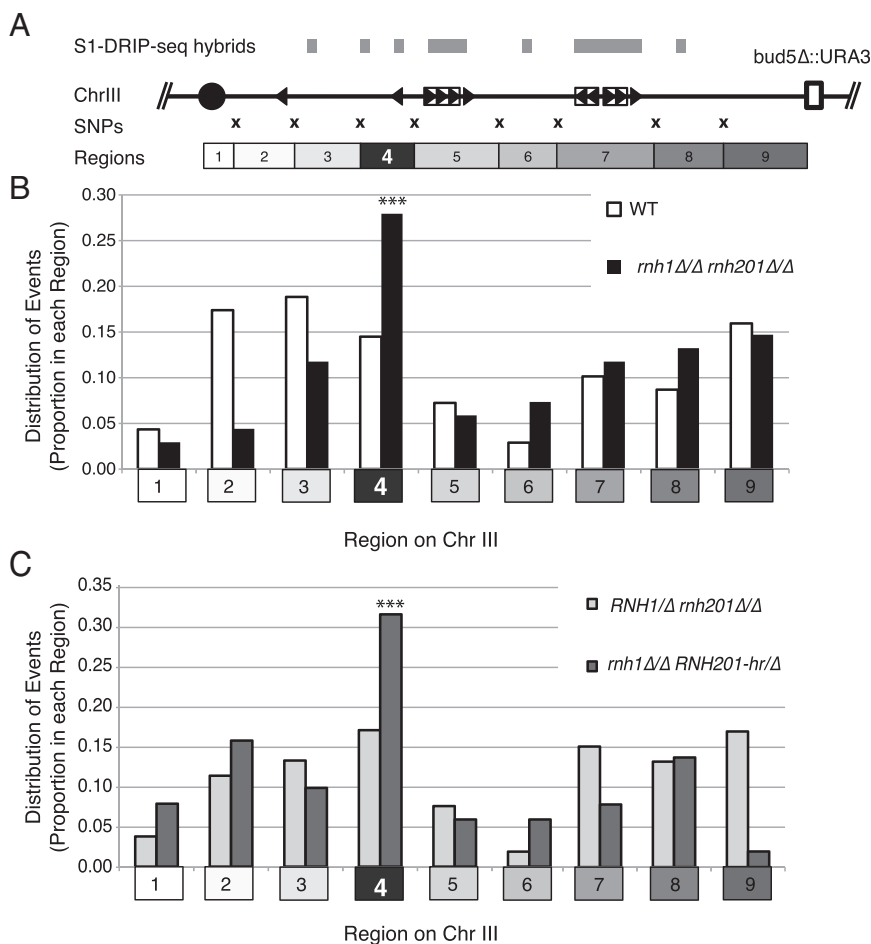 A
S1-DRIP-seq hybrids
bud5Δ::URA3
ChrIII
SNPs
x x x x x x x x
Regions 1 2 3 4 5 6 7 8 9
B
Distribution of Events
(Proportion in each Region)
0.30
0.25
0.20
0.15
0.10
0.05
0.00
***
WT
rnh1Δ/Δ rnh201Δ/Δ
1 2 3 4 5 6 7 8 9
Region on Chr III
C
Distribution of Events
(Proportion in each Region)
0.35
0.30
0.25
0.20
0.15
0.10
0.05
0.00
***
RNH1/Δ rnh201Δ/Δ
rnh1Δ/Δ RNH201-hr/Δ
1 2 3 4 5 6 7 8 9
Region on Chr III